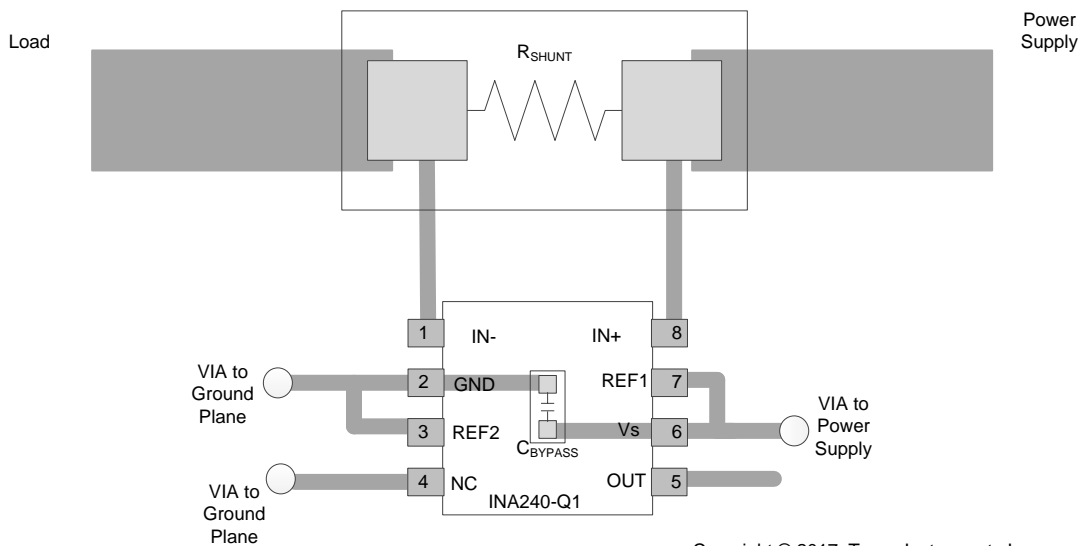 Load
Power
Supply
RSHUNT
1
IN-
IN+
8
VIA to
Ground
Plane
2
GND
REF1
7
3
REF2
CBYPASS
Vs
6
VIA to
Power
Supply
4
NC
OUT
5
INA240-Q1
VIA to
Ground
Plane